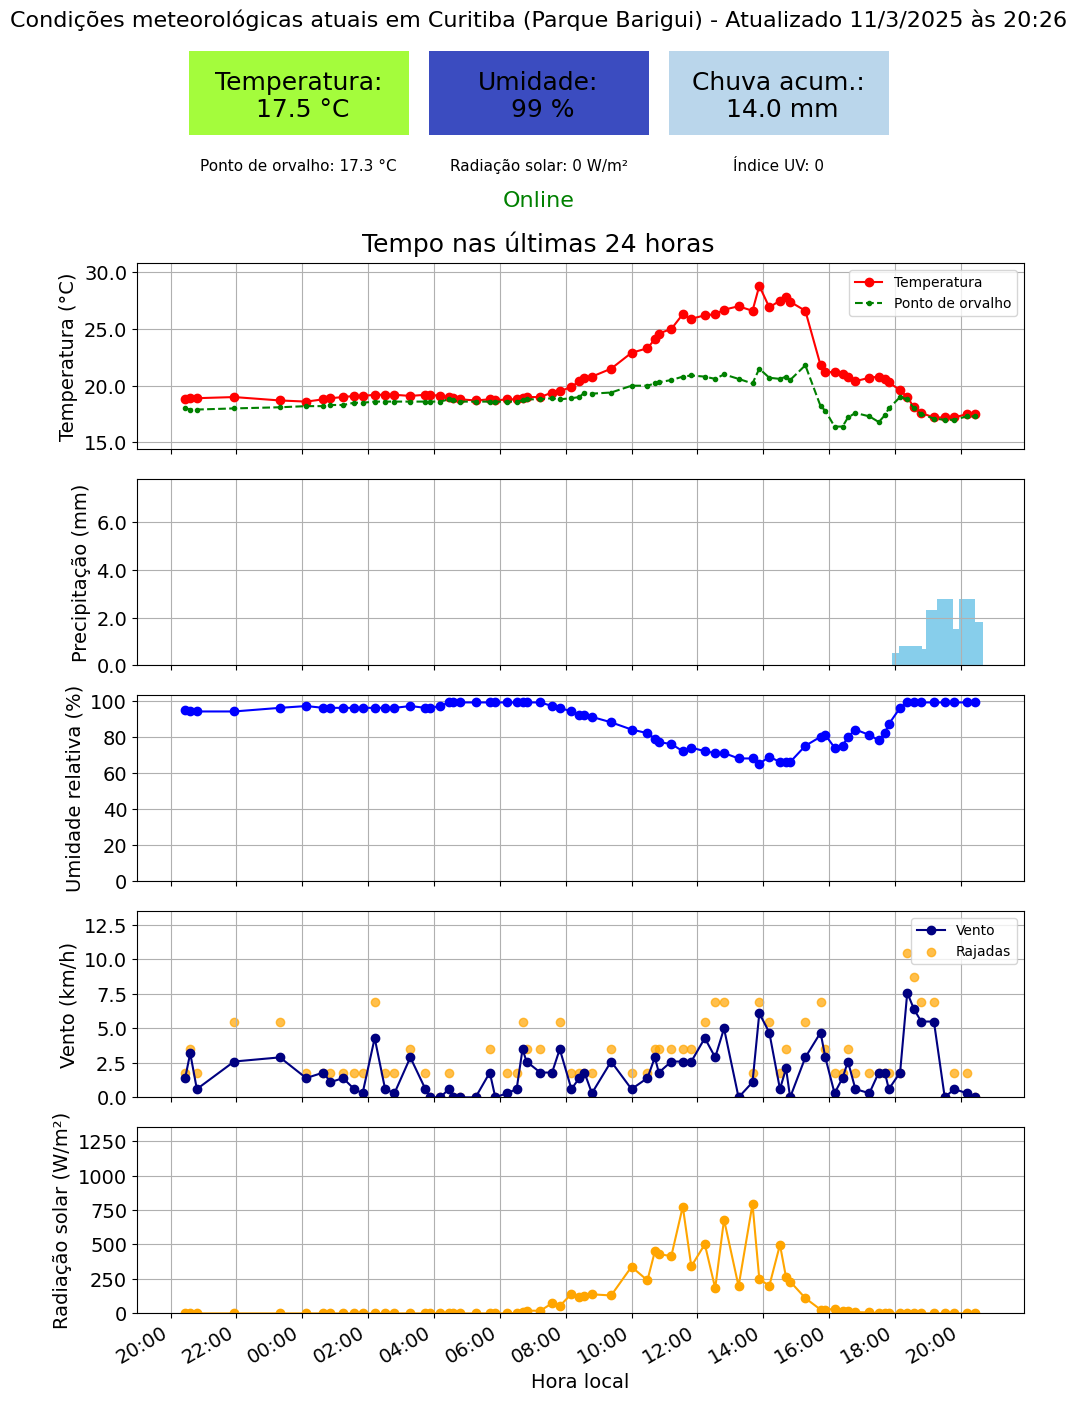 Condições meteorológicas atuais em Curitiba (Parque Barigui) - Atualizado 11/3/2025 às 20:26
Temperatura:
17.5 °C
Umidade:
99 %
Chuva acum.:
14.0 mm
Ponto de orvalho: 17.3 °C
Radiação solar: 0 W/m²
Índice UV: 0
Online
Tempo nas últimas 24 horas
Temperatura (°C)
30.0
25.0
20.0
15.0
Temperatura
Ponto de orvalho
Precipitação (mm)
6.0
4.0
2.0
0.0
Umidade relativa (%)
100
80
60
40
20
0
Vento (km/h)
12.5
10.0
7.5
5.0
2.5
0.0
Vento
Rajadas
Radiação solar (W/m²)
1250
1000
750
500
250
0
20:00
22:00
00:00
02:00
04:00
06:00
08:00
10:00
12:00
14:00
16:00
18:00
20:00
Hora local